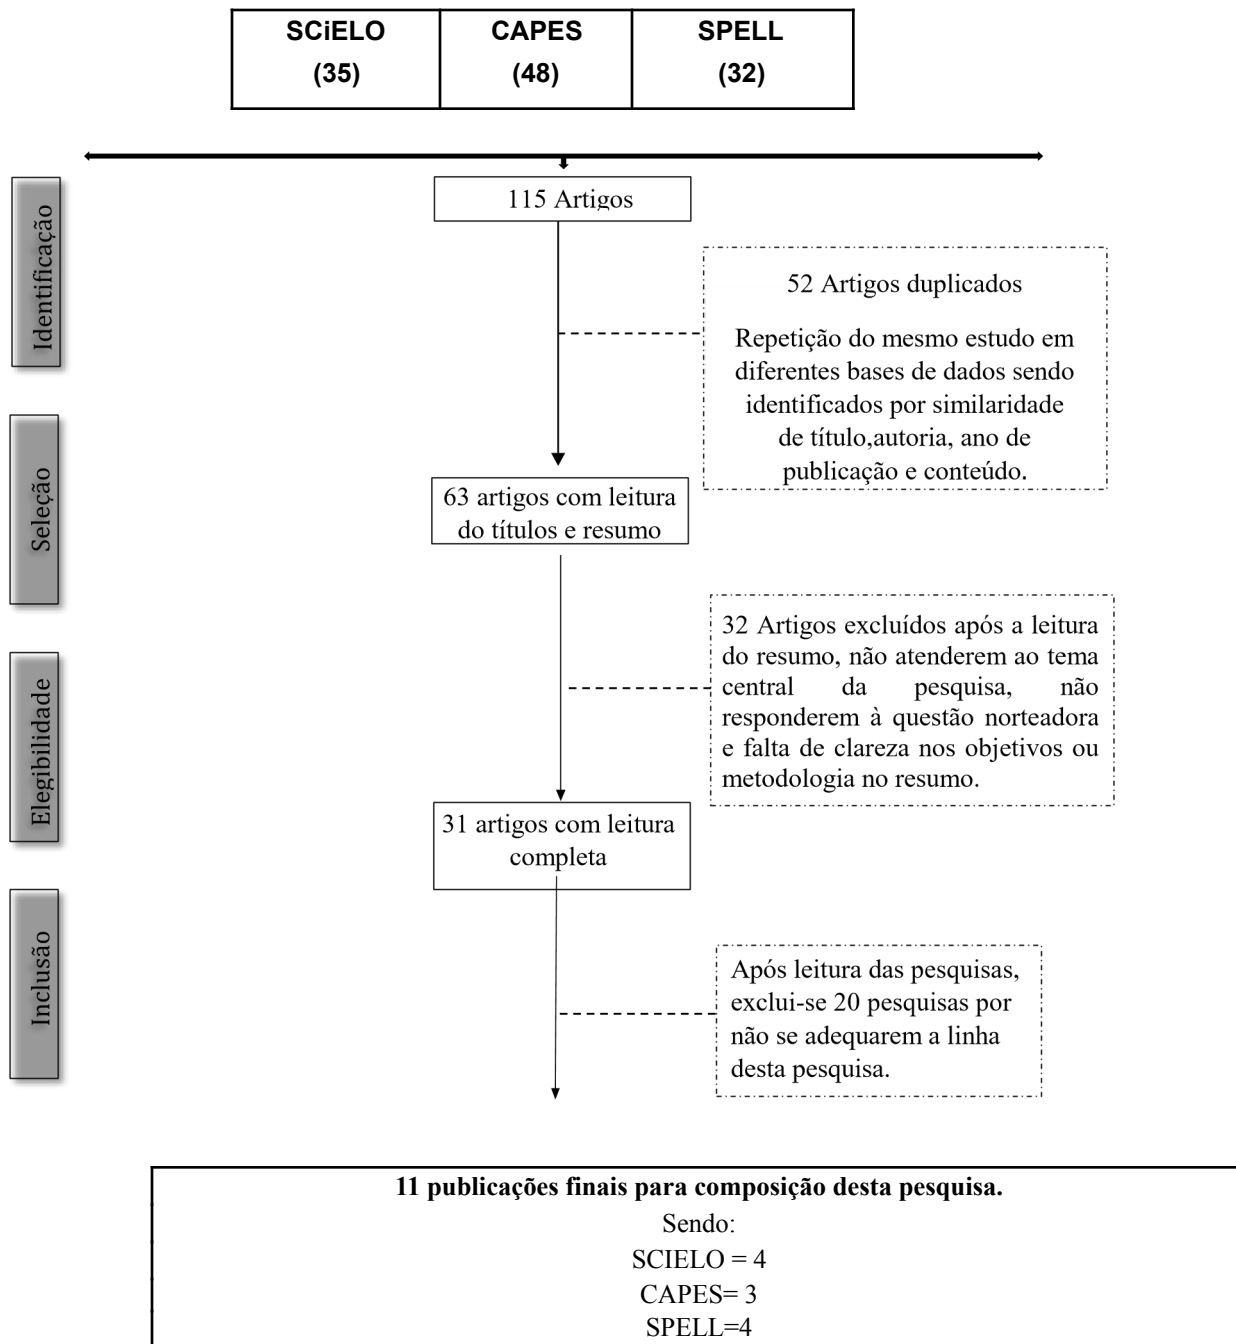 SCiELO
(35)
CAPES
(48)
SPELL
(32)
Identificação
115 Artigos
52 Artigos duplicados
Repetição do mesmo estudo em
diferentes bases de dados sendo
identificados por similaridade
de título,autoria, ano de
publicação e conteúdo.
Seleção
63 artigos com leitura
do títulos e resumo
32 Artigos excluídos após a leitura
do resumo, não atenderem ao tema
central da pesquisa, não
responderem à questão norteadora
e falta de clareza nos objetivos ou
metodologia no resumo.
Elegibilidade
31 artigos com leitura
completa
Inclusão
Após leitura das pesquisas,
exclui-se 20 pesquisas por
não se adequarem a linha
desta pesquisa.
11 publicações finais para composição desta pesquisa.
Sendo:
SCIELO = 4
CAPES= 3
SPELL=4